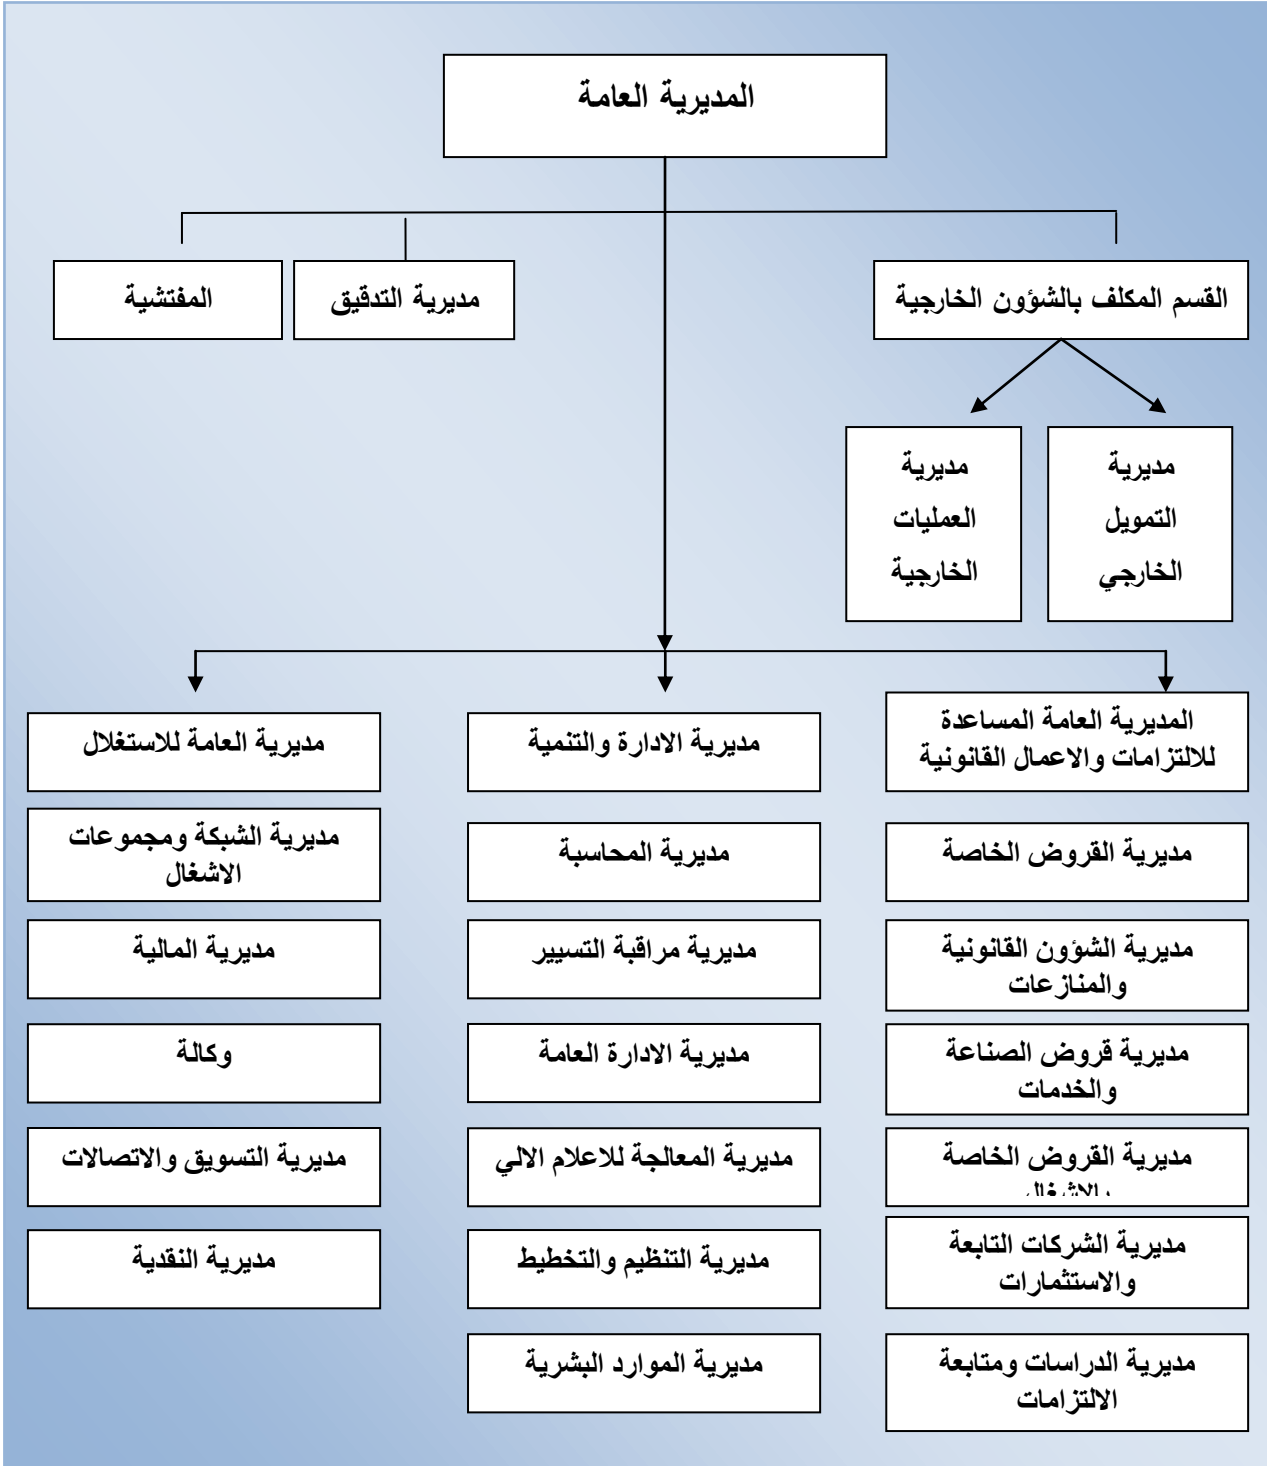 المديرية العامة
القسم المكلف بالشؤون الخارجية
مديرية التدقيق
المفتشية
مديرية
التمويل
الخارجي
مديرية
العمليات
الخارجية
المديرية العامة المساعدة
للالتزامات والاعمال القانونية
مديرية القروض الخاصة
مديرية الشؤون القانونية
والمنازعات
مديرية قروض الصناعة
والخدمات
مديرية القروض الخاصة
بالاشغال
مديرية الشركات التابعة
والاستثمارات
مديرية الدراسات ومتابعة
الالتزامات
مديرية الادارة والتنمية
مديرية المحاسبة
مديرية مراقبة التسيير
مديرية الادارة العامة
مديرية المعالجة للاعلام الالي
مديرية التنظيم والتخطيط
مديرية الموارد البشرية
مديرية العامة للاستغلال
مديرية الشبكة ومجموعات
الاشغال
مديرية المالية
وكالة
مديرية التسويق والاتصالات
مديرية النقدية